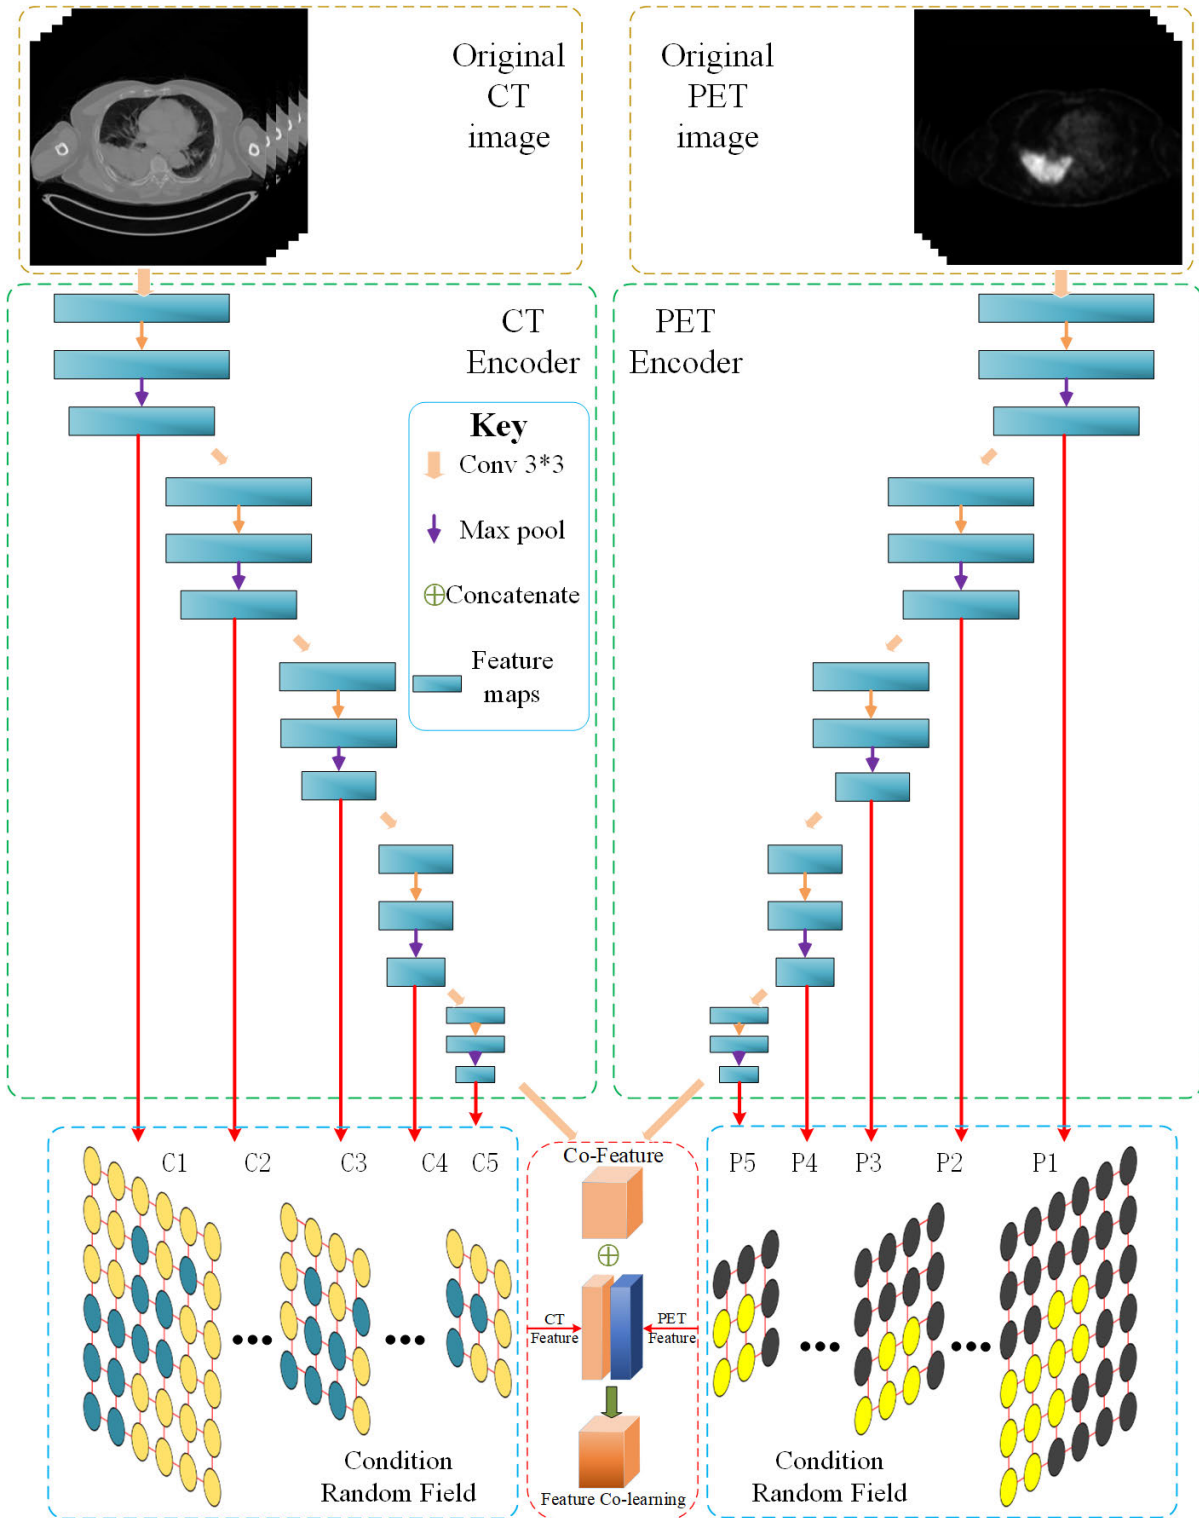 Original
CT
image
Original
PET
image
CT
Encoder
PET
Encoder
Key
Conv 3*3
Max pool
Concatenate
Feature
maps
C1 C2 C3 C4 C5
Co-Feature
P5 P4 P3 P2 P1
CT
Feature
PET
Feature
Condition
Random Field
Feature Co-learning
Condition
Random Field